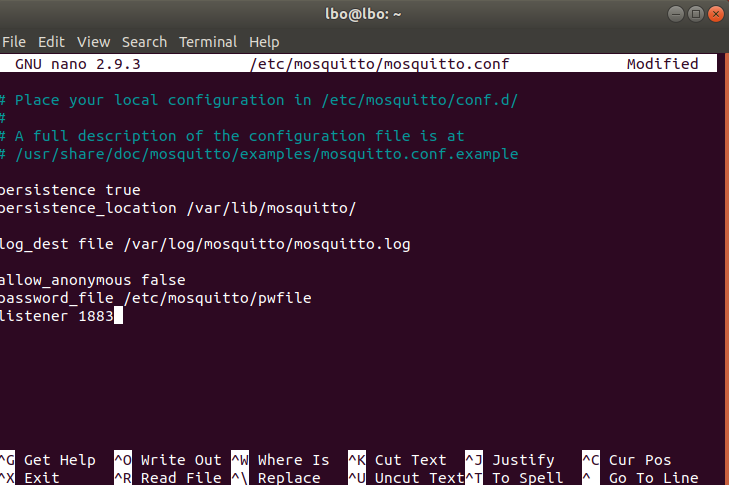 lbo@lbo: ~
File Edit View Search Terminal Help
GNU nano 2.9.3 /etc/mosquitto/mosquitto.conf Modified
# Place your local configuration in /etc/mosquitto/conf.d/
#
# A full description of the configuration file is at
# /usr/share/doc/mosquitto/examples/mosquitto.conf.example
persistence true
persistence_location /var/lib/mosquitto/
log_dest file /var/log/mosquitto/mosquitto.log
allow_anonymous false
password_file /etc/mosquitto/pwfile
listener 1883
^G Get Help ^O Write Out ^W Where Is ^K Cut Text ^J Justify ^C Cur Pos
^X Exit ^R Read File ^\ Replace ^U Uncut Text ^T To Spell ^_ Go To Line